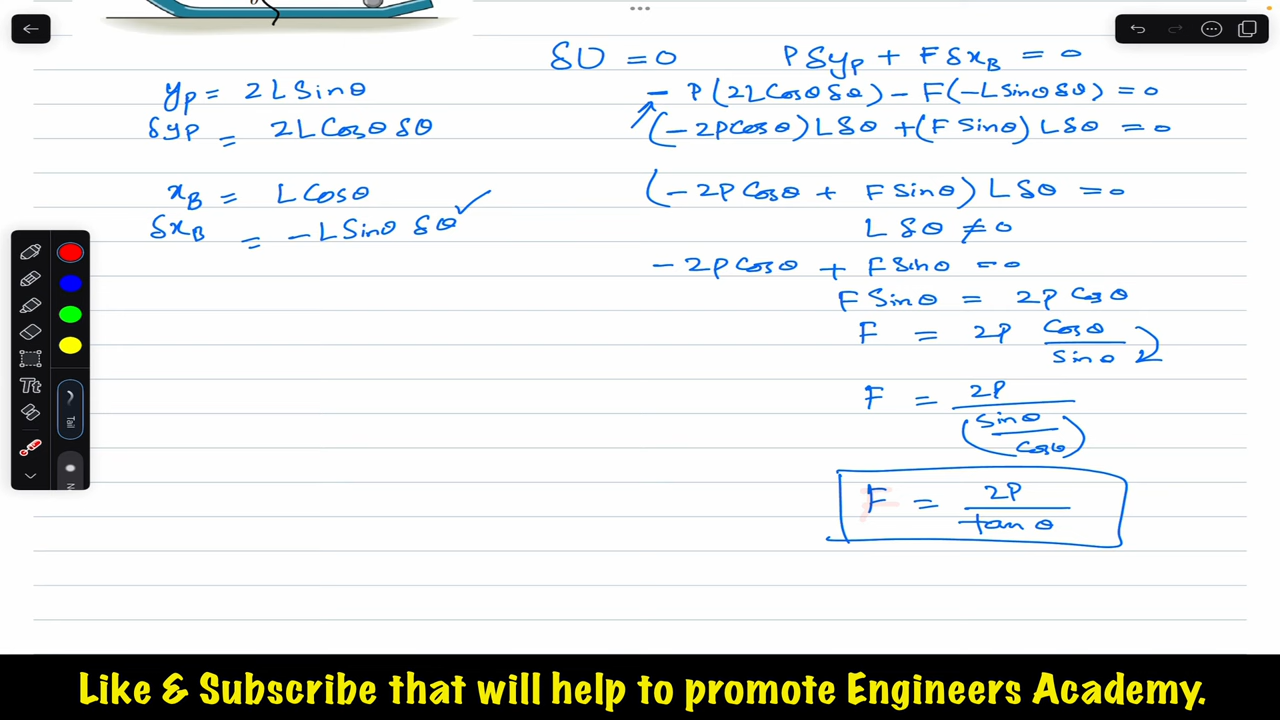 δU = 0 P δyp + F δxB = 0
yp = 2L Sinθ
- P(2L Cosθ δθ) - F(-L Sinθ δθ) = 0
δyp = 2L Cosθ δθ
(-2P Cosθ) L δθ + (F Sinθ) L δθ = 0
xB = L Cosθ
(-2P Cosθ + F Sinθ) L δθ = 0
δxB = -L Sinθ δθ ✓
L δθ ≠ 0
-2P Cosθ + F Sinθ = 0
F Sinθ = 2P Cosθ
F = 2P Cosθ / Sinθ
F = 2P / (Sinθ / Cosθ)
F = 2P / tan θ
Tt
Tail
Like & Subscribe that will help to promote Engineers Academy.